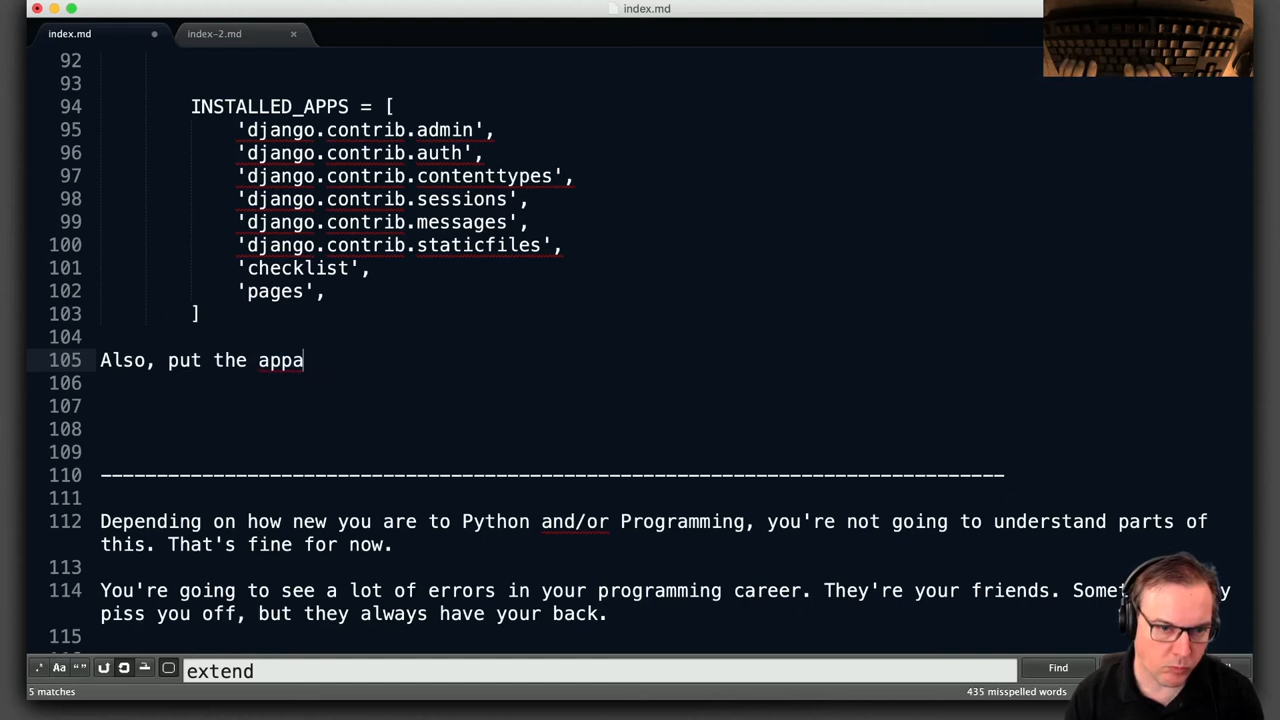 index.md
index.md
index-2.md
92
93
94 INSTALLED_APPS = [
95 'django.contrib.admin',
96 'django.contrib.auth',
97 'django.contrib.contenttypes',
98 'django.contrib.sessions',
99 'django.contrib.messages',
100 'django.contrib.staticfiles',
101 'checklist',
102 'pages',
103 ]
104
105 Also, put the appa
106
107
108
109
110 --------------------------------------------------------------------------------
111
112 Depending on how new you are to Python and/or Programming, you're not going to understand parts of
this. That's fine for now.
113
114 You're going to see a lot of errors in your programming career. They're your friends.
piss you off, but they always have your back.
115
.* Aa “” extend Find
5 matches 435 misspelled words